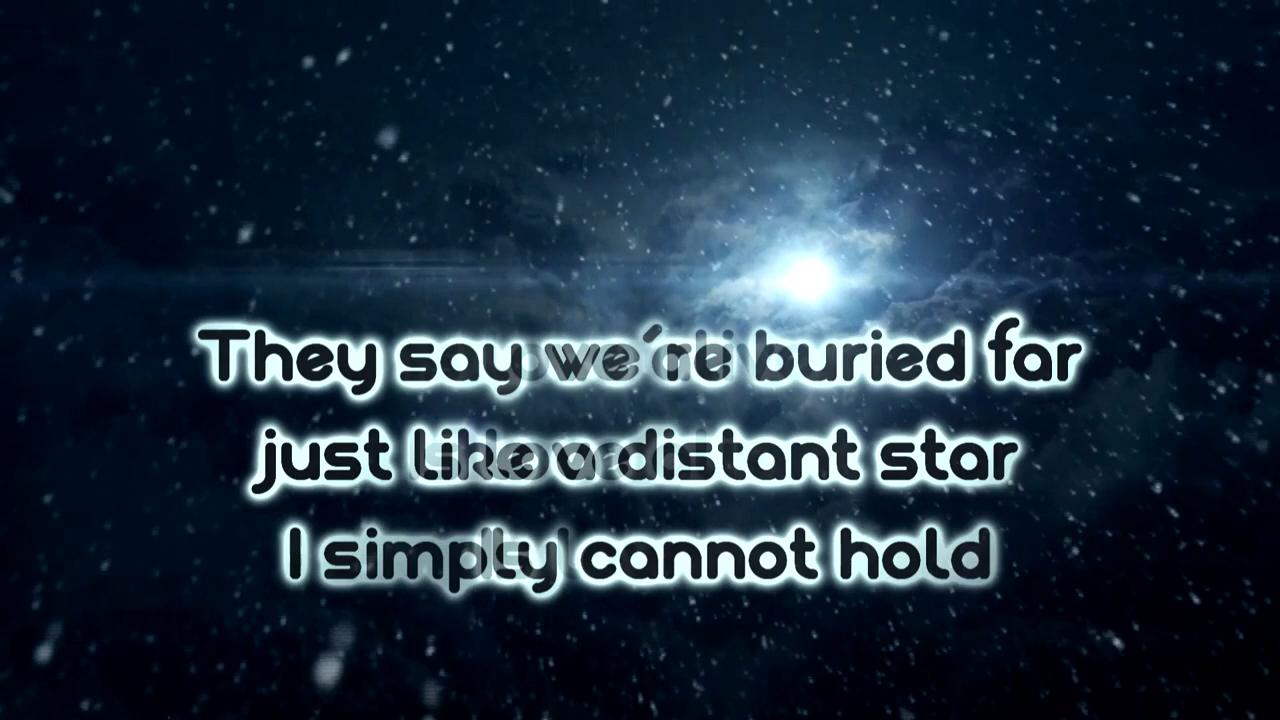 They say we´re buried far
just like a distant star
I simply cannot hold